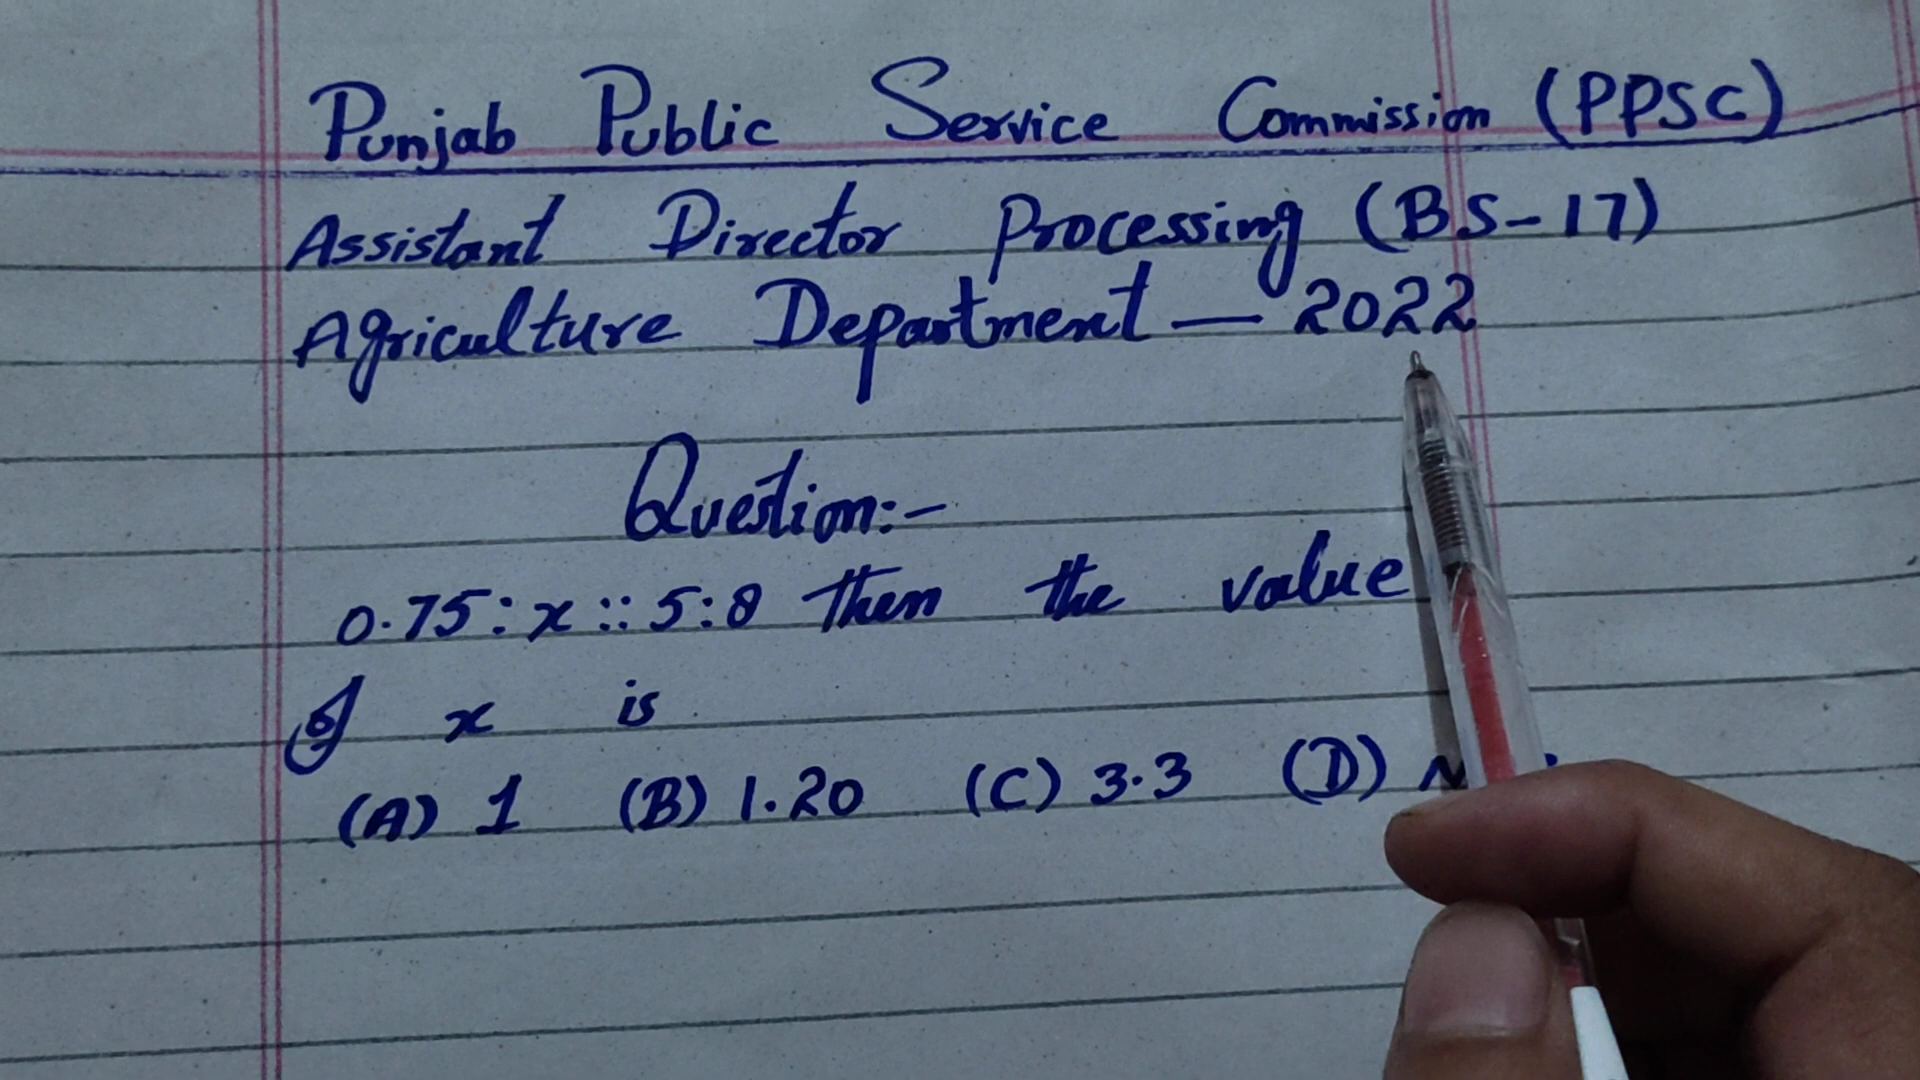 Punjab Public Service Commission (PPSC)
Assistant Director Processing (BS-17)
Agriculture Department — 2022
Question:-
0.75 : x :: 5 : 8 then the value
of x is
(A) 1 (B) 1.20 (C) 3.3 (D)